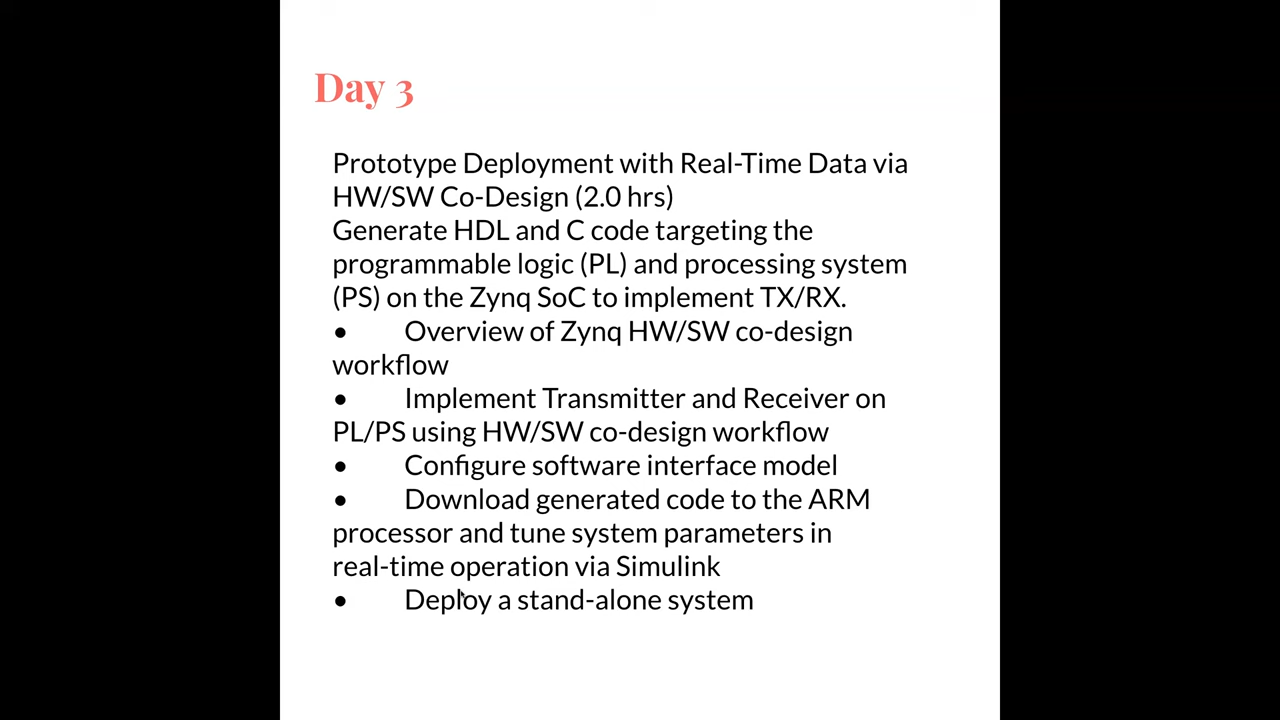 Day 3
Prototype Deployment with Real-Time Data via
HW/SW Co-Design (2.0 hrs)
Generate HDL and C code targeting the
programmable logic (PL) and processing system
(PS) on the Zynq SoC to implement TX/RX.
• Overview of Zynq HW/SW co-design
workflow
• Implement Transmitter and Receiver on
PL/PS using HW/SW co-design workflow
• Configure software interface model
• Download generated code to the ARM
processor and tune system parameters in
real-time operation via Simulink
• Deploy a stand-alone system